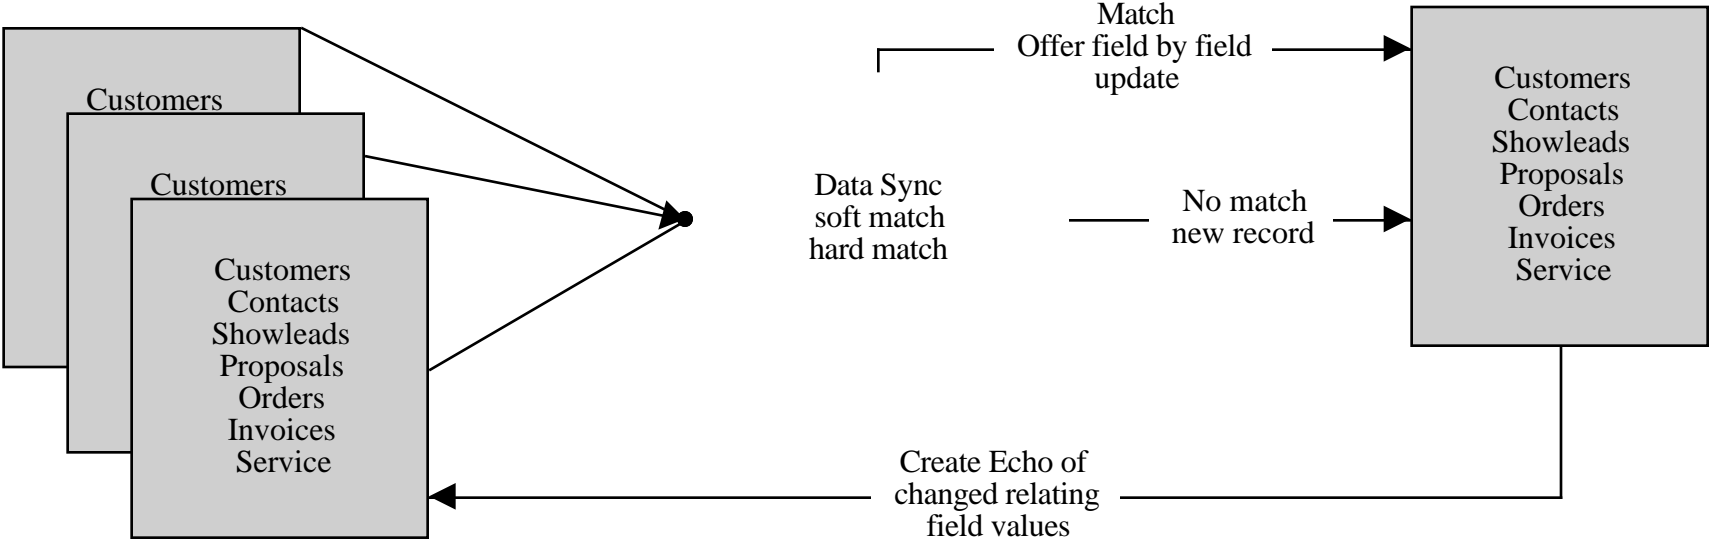 Customers
Customers
Customers
Contacts
Showleads
Proposals
Orders
Invoices
Service
Data Sync
soft match
hard match
Match
Offer field by field
update
No match
new record
Customers
Contacts
Showleads
Proposals
Orders
Invoices
Service
Create Echo of
changed relating
field values